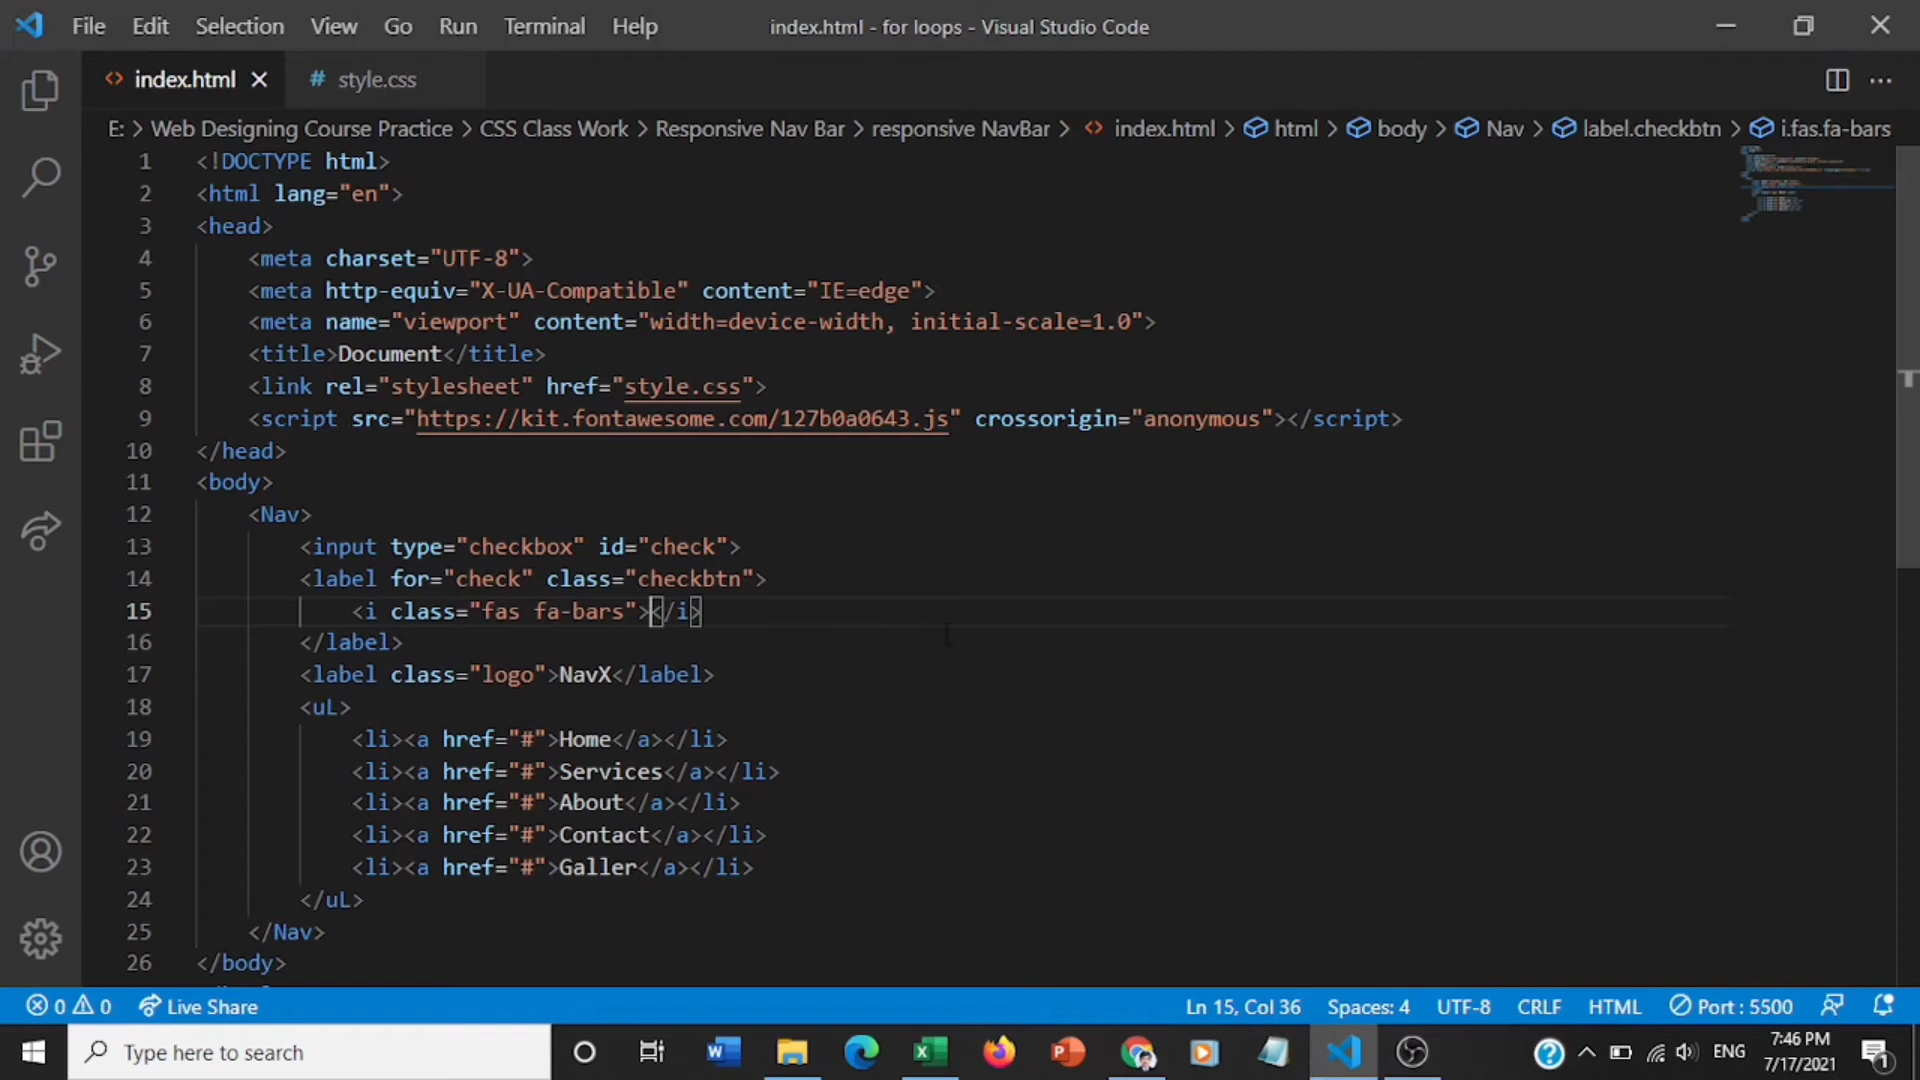 File Edit Selection View Go Run Terminal Help index.html - for loops - Visual Studio Code
index.html # style.css
E: > Web Designing Course Practice > CSS Class Work > Responsive Nav Bar > responsive NavBar > index.html > html > body > Nav > label.checkbtn > i.fas.fa-bars
1 <!DOCTYPE html>
2 <html lang="en">
3 <head>
4 <meta charset="UTF-8">
5 <meta http-equiv="X-UA-Compatible" content="IE=edge">
6 <meta name="viewport" content="width=device-width, initial-scale=1.0">
7 <title>Document</title>
8 <link rel="stylesheet" href="style.css">
9 <script src="https://kit.fontawesome.com/127b0a0643.js" crossorigin="anonymous"></script>
10 </head>
11 <body>
12 <Nav>
13 <input type="checkbox" id="check">
14 <label for="check" class="checkbtn">
15 <i class="fas fa-bars"></i>
16 </label>
17 <label class="logo">NavX</label>
18 <uL>
19 <li><a href="#">Home</a></li>
20 <li><a href="#">Services</a></li>
21 <li><a href="#">About</a></li>
22 <li><a href="#">Contact</a></li>
23 <li><a href="#">Galler</a></li>
24 </uL>
25 </Nav>
26 </body>
0 0 Live Share Ln 15, Col 36 Spaces: 4 UTF-8 CRLF HTML Port : 5500
Type here to search ENG 7:46 PM
7/17/2021 1